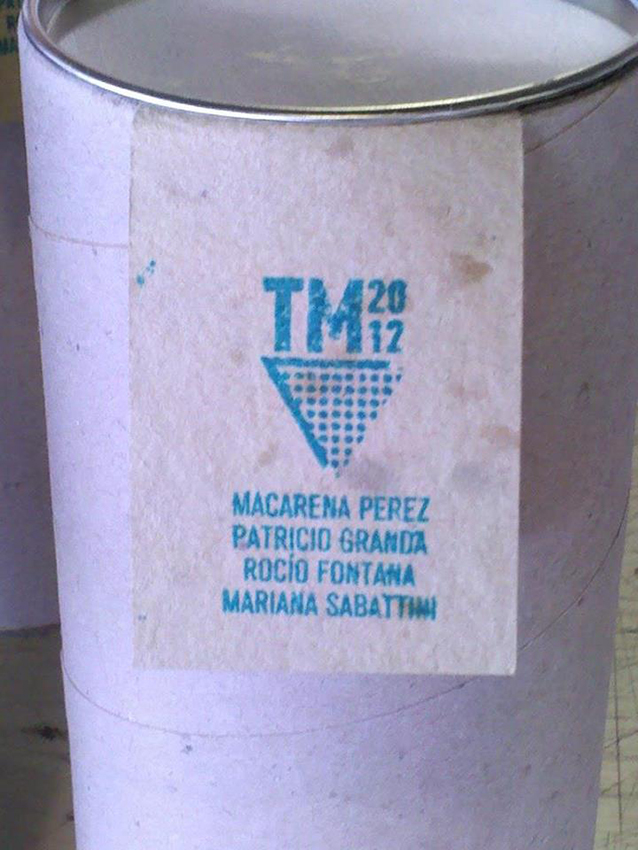 TM 20
12
MACARENA PEREZ
PATRICIO GRANDA
ROCÍO FONTANA
MARIANA SABATTINI